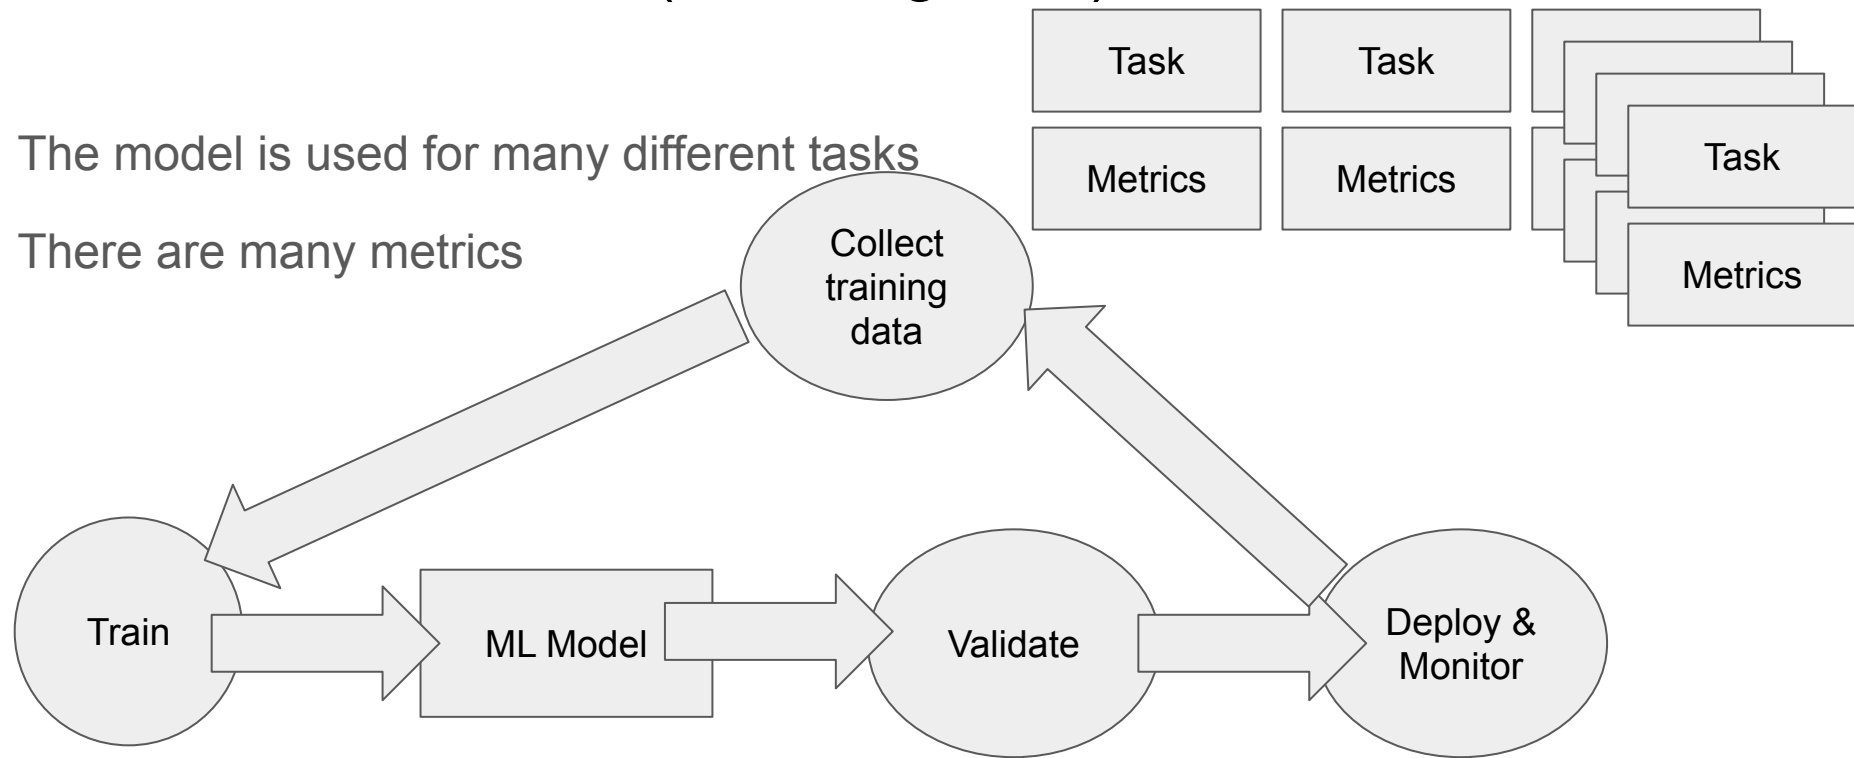 Task
Task
The model is used for many different tasks
Task
Metrics
Metrics
There are many metrics
Collect
training
data
Metrics
Train
ML Model
Validate
Deploy &
Monitor